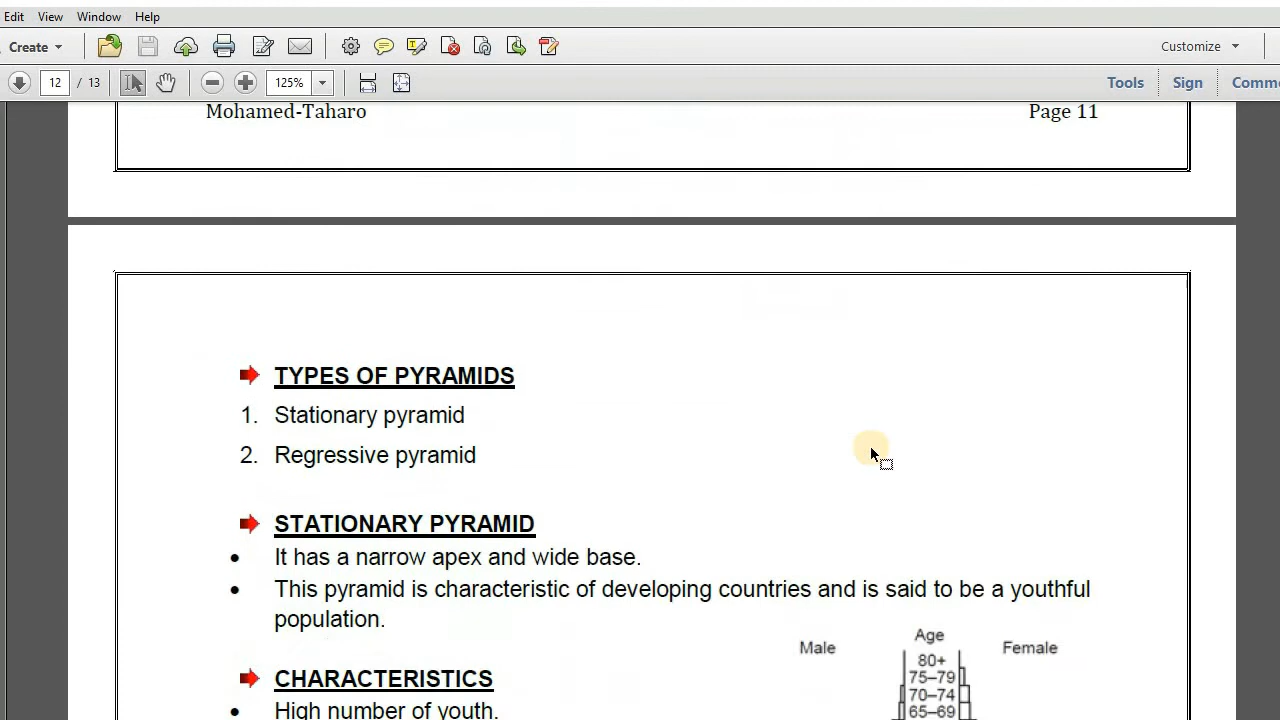 Edit View Window Help
Create Customize
12 / 13 125% Tools Sign Comme
Mohamed-Taharo Page 11
TYPES OF PYRAMIDS
1. Stationary pyramid
2. Regressive pyramid
STATIONARY PYRAMID
• It has a narrow apex and wide base.
• This pyramid is characteristic of developing countries and is said to be a youthful
population.
Male Age Female
80+
75–79
CHARACTERISTICS
70–74
• High number of youth.
65–69